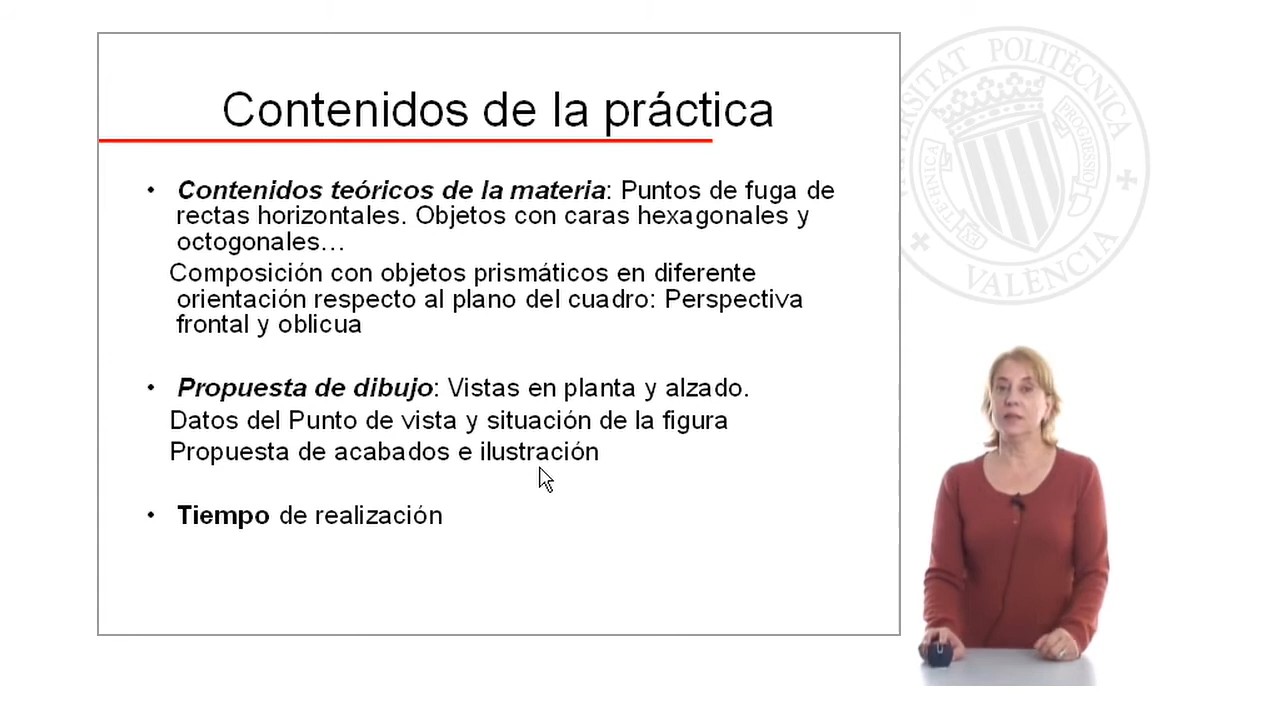 Contenidos de la práctica
• Contenidos teóricos de la materia: Puntos de fuga de
rectas horizontales. Objetos con caras hexagonales y
octogonales…
Composición con objetos prismáticos en diferente
orientación respecto al plano del cuadro: Perspectiva
frontal y oblicua
• Propuesta de dibujo: Vistas en planta y alzado.
Datos del Punto de vista y situación de la figura
Propuesta de acabados e ilustración
• Tiempo de realización
POLITÈCNICA
VALÈNCIA
EX
TECHNICA
PROGRESSIO